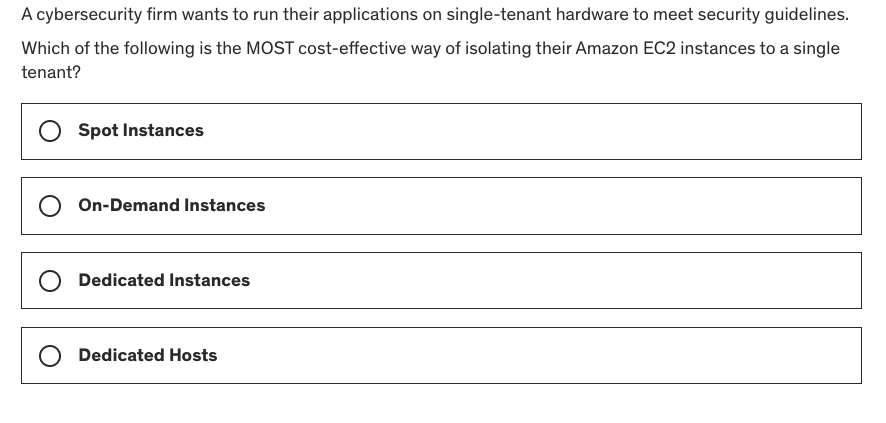 A cybersecurity firm wants to run their applications on single-tenant hardware to meet security guidelines.
Which of the following is the MOST cost-effective way of isolating their Amazon EC2 instances to a single
tenant?
Spot Instances
On-Demand Instances
Dedicated Instances
Dedicated Hosts